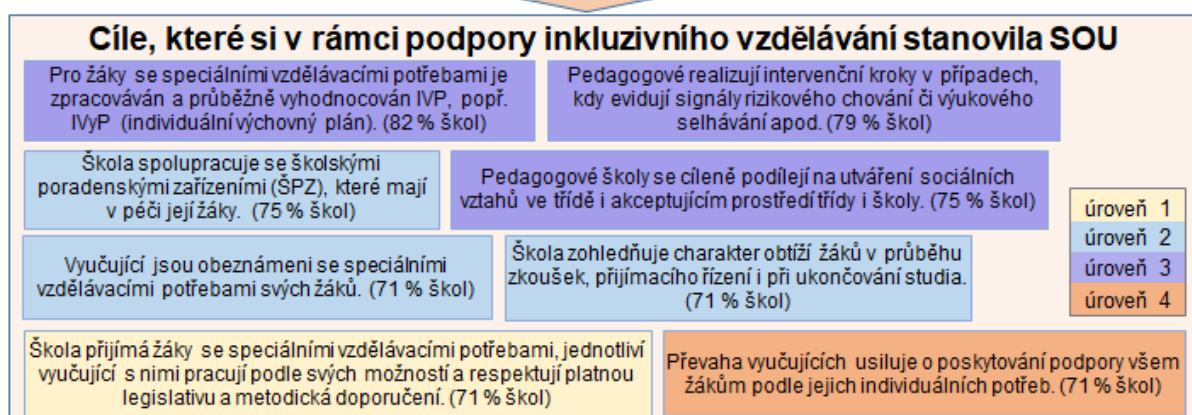 Cíle, které si v rámci podpory inkluzivního vzdělávání stanovila SOU
Pro žáky se speciálními vzdělávacími potřebami je
zpracováván a průběžně vyhodnocován IVP, popř.
IVyP (individuální výchovný plán). (82 % škol)
Pedagogové realizují intervenční kroky v případech,
kdy evidují signály rizikového chování či výukového
selhávání apod. (79 % škol)
Škola spolupracuje se školskými
poradenskými zařízeními (ŠPZ), které mají
v péči její žáky. (75 % škol)
Pedagogové školy se cíleně podílejí na utváření sociálních
vztahů ve třídě i akceptujícím prostředí třídy i školy. (75 % škol)
Vyučující jsou obeznámeni se speciálními
vzdělávacími potřebami svých žáků. (71 % škol)
Škola zohledňuje charakter obtíží žáků v průběhu
zkoušek, přijímacího řízení i při ukončování studia.
(71 % škol)
úroveň 1
úroveň 2
úroveň 3
úroveň 4
Škola přijímá žáky se speciálními vzdělávacími potřebami, jednotliví
vyučující s nimi pracují podle svých možností a respektují platnou
legislativu a metodická doporučení. (71 % škol)
Převaha vyučujících usiluje o poskytování podpory všem
žákům podle jejich individuálních potřeb. (71 % škol)